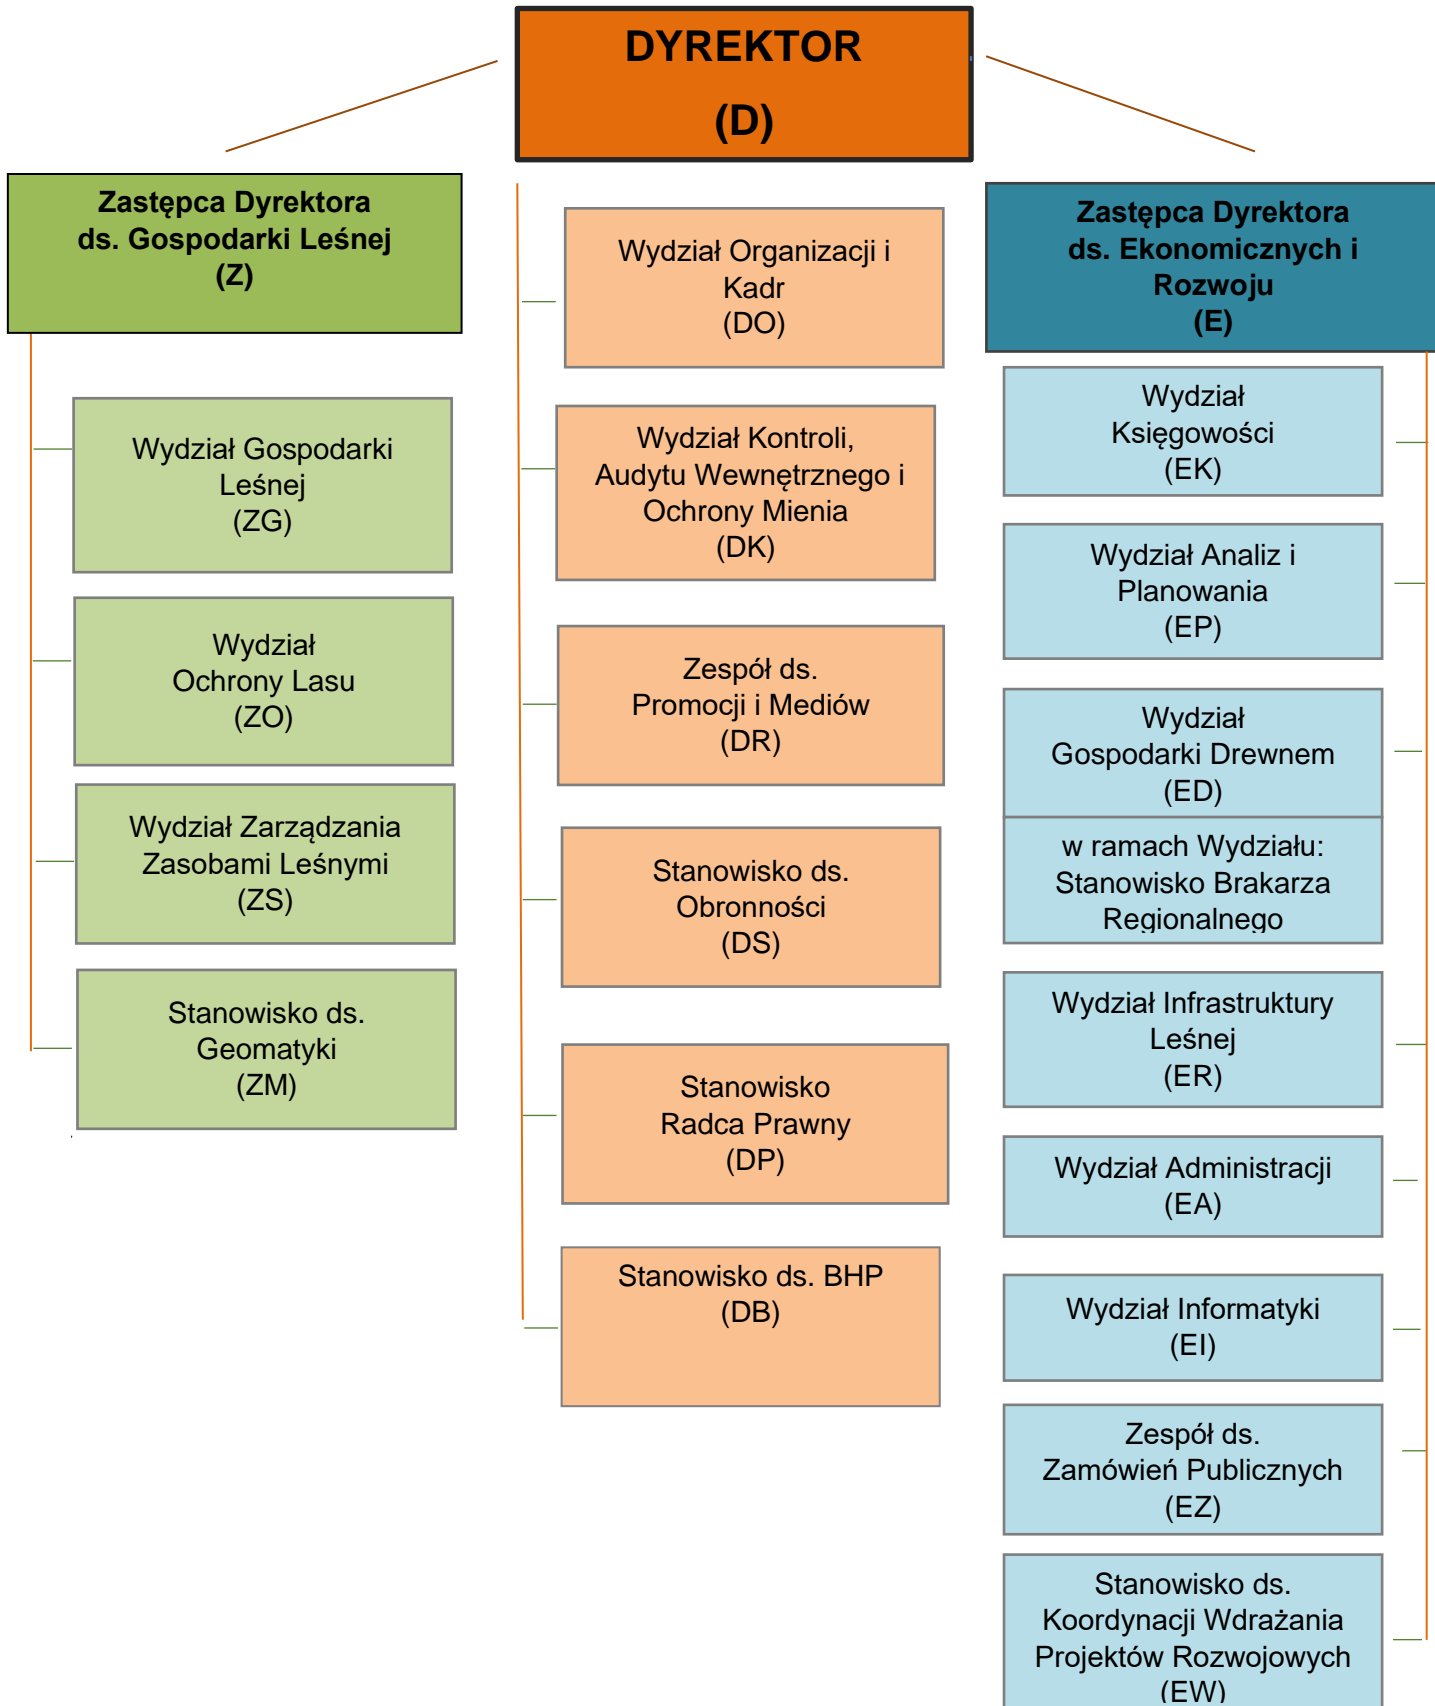 DYREKTOR
(D)
Zastępca Dyrektora
ds. Gospodarki Leśnej
(Z)
Wydział Gospodarki
Leśnej
(ZG)
Wydział
Ochrony Lasu
(ZO)
Wydział Zarządzania
Zasobami Leśnymi
(ZS)
Stanowisko ds.
Geomatyki
(ZM)
Wydział Organizacji i
Kadr
(DO)
Wydział Kontroli,
Audytu Wewnętrznego i
Ochrony Mienia
(DK)
Zespół ds.
Promocji i Mediów
(DR)
Stanowisko ds.
Obronności
(DS)
Stanowisko
Radca Prawny
(DP)
Stanowisko ds. BHP
(DB)
Zastępca Dyrektora
ds. Ekonomicznych i
Rozwoju
(E)
Wydział
Księgowości
(EK)
Wydział Analiz i
Planowania
(EP)
Wydział
Gospodarki Drewnem
(ED)
w ramach Wydziału:
Stanowisko Brakarza
Regionalnego
Wydział Infrastruktury
Leśnej
(ER)
Wydział Administracji
(EA)
Wydział Informatyki
(EI)
Zespół ds.
Zamówień Publicznych
(EZ)
Stanowisko ds.
Koordynacji Wdrażania
Projektów Rozwojowych
(EW)